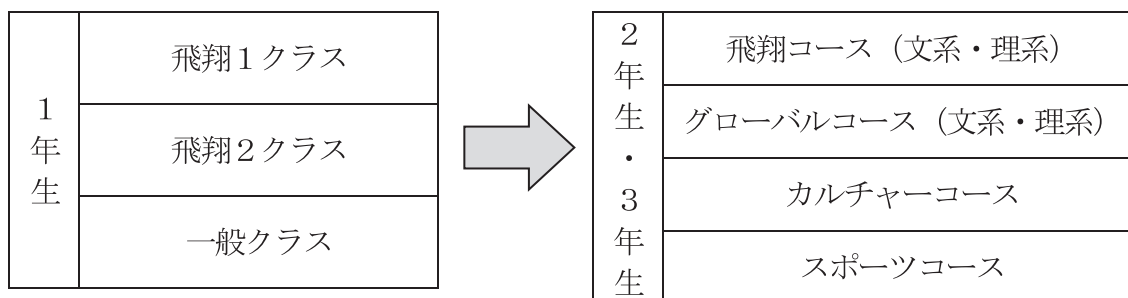 1年生
飛翔1クラス
飛翔2クラス
一般クラス
2年生・3年生
飛翔コース（文系・理系）
グローバルコース（文系・理系）
カルチャーコース
スポーツコース